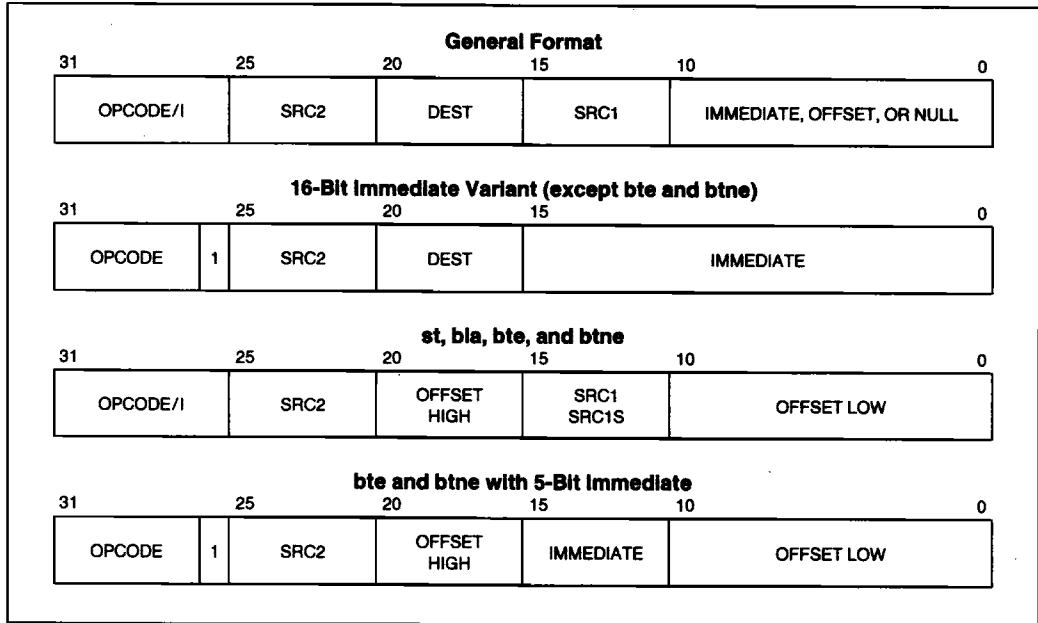 General Format
31 25 20 15 10 0
OPCODE/I SRC2 DEST SRC1 IMMEDIATE, OFFSET, OR NULL
16-Bit Immediate Variant (except bte and btne)
31 25 20 15 0
OPCODE 1 SRC2 DEST IMMEDIATE
st, bla, bte, and btne
31 25 20 15 10 0
OPCODE/I SRC2 OFFSET HIGH SRC1 SRC1S OFFSET LOW
bte and btne with 5-Bit Immediate
31 25 20 15 10 0
OPCODE 1 SRC2 OFFSET HIGH IMMEDIATE OFFSET LOW